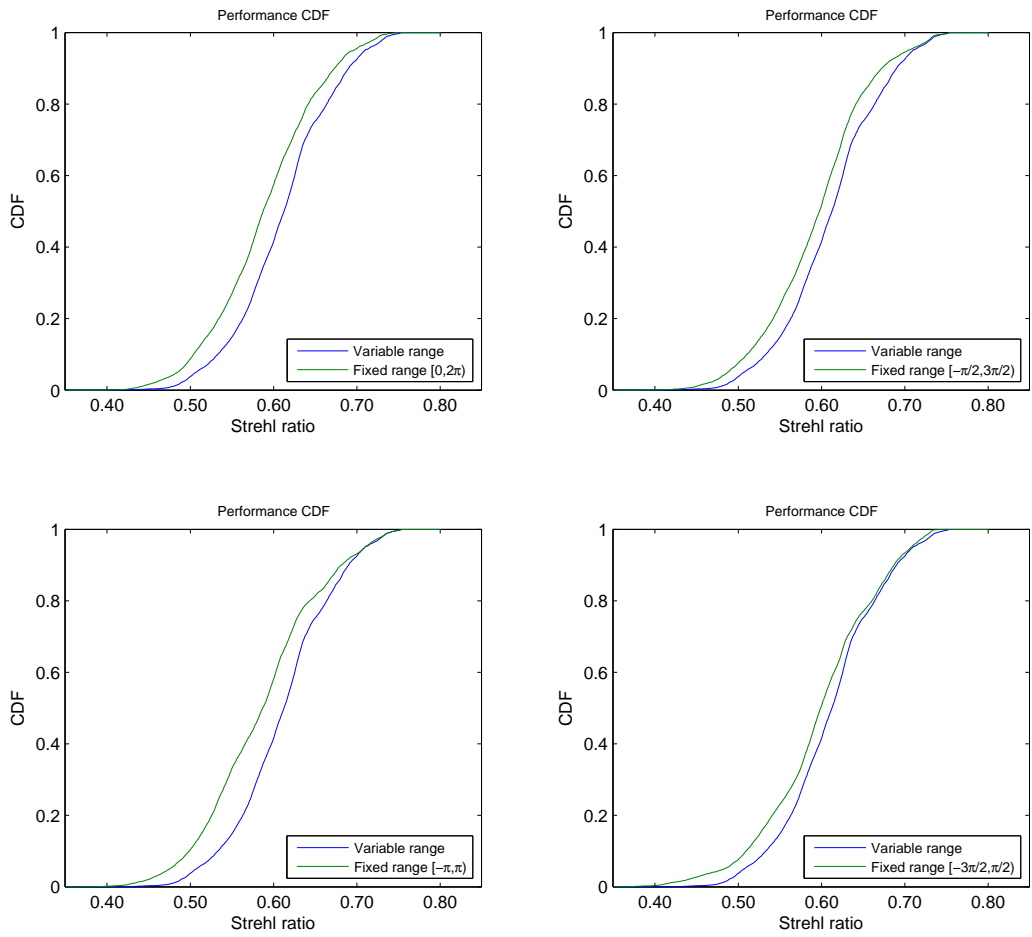 Performance CDF
1
0.8
0.6
0.4
0.2
0
CDF
0.40 0.50 0.60 0.70 0.80
Strehl ratio
Variable range
Fixed range [0,2π)
Performance CDF
1
0.8
0.6
0.4
0.2
0
CDF
0.40 0.50 0.60 0.70 0.80
Strehl ratio
Variable range
Fixed range [−π/2,3π/2)
Performance CDF
1
0.8
0.6
0.4
0.2
0
CDF
0.40 0.50 0.60 0.70 0.80
Strehl ratio
Variable range
Fixed range [−π,π)
Performance CDF
1
0.8
0.6
0.4
0.2
0
CDF
0.40 0.50 0.60 0.70 0.80
Strehl ratio
Variable range
Fixed range [−3π/2,π/2)